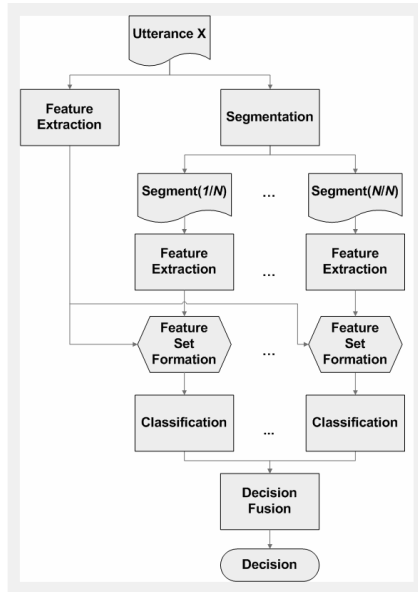 Utterance X
Feature
Extraction
Segmentation
Segment(1/N)
...
Segment(N/N)
Feature
Extraction
...
Feature
Extraction
Feature
Set
Formation
...
Feature
Set
Formation
Classification
...
Classification
Decision
Fusion
Decision